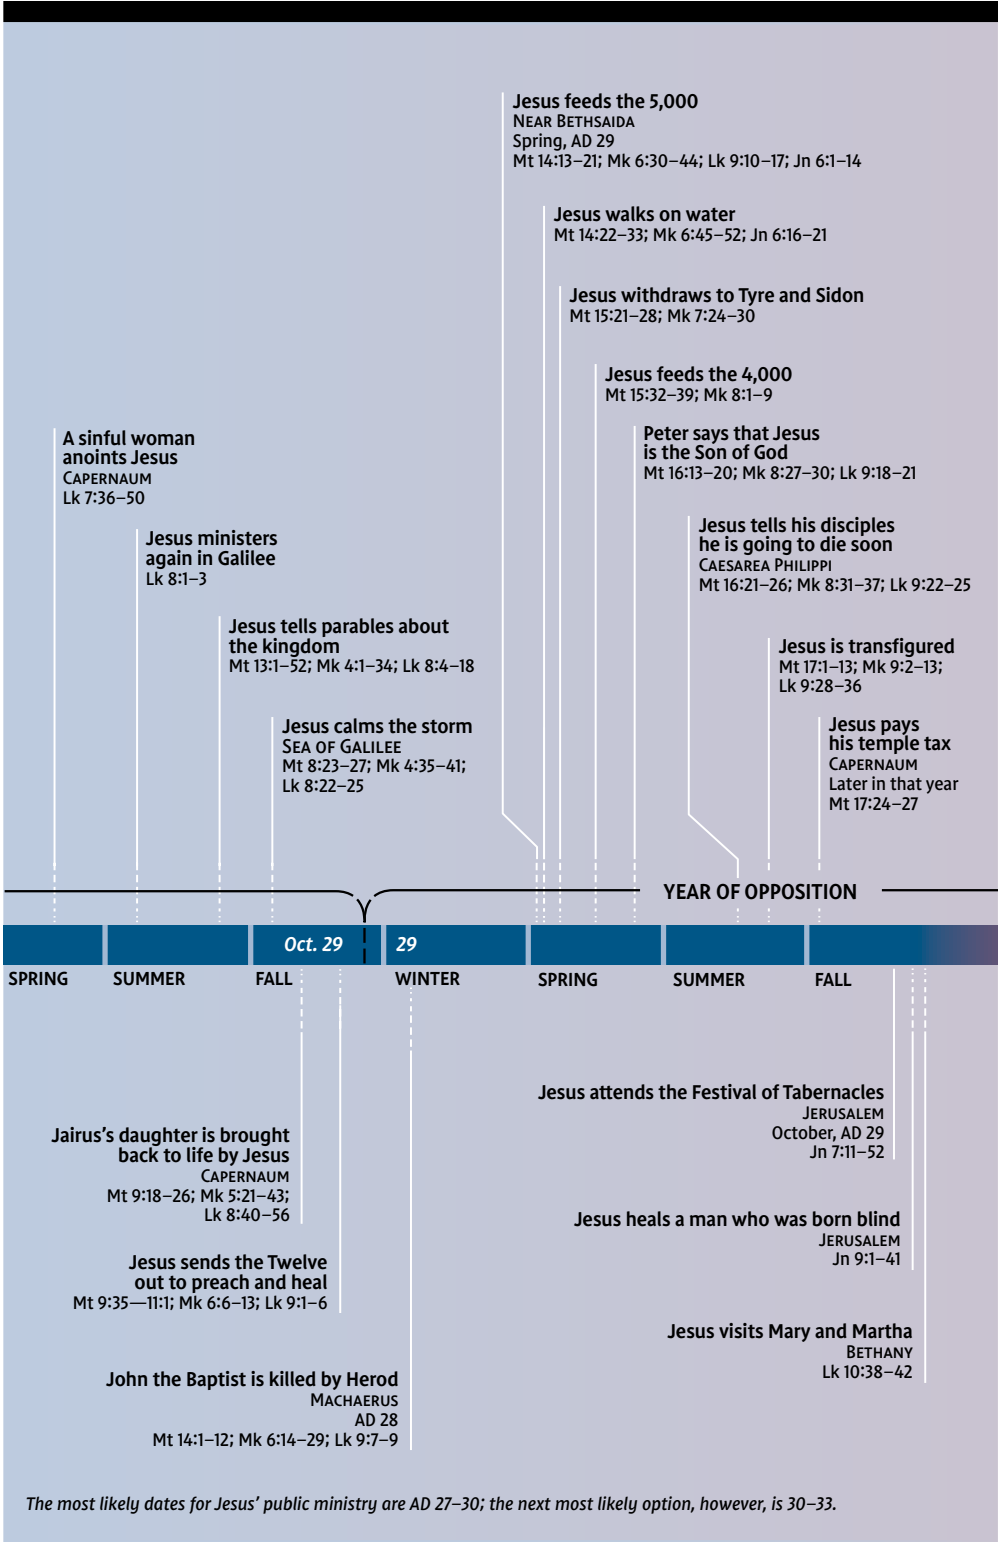 Jesus feeds the 5,000
NEAR BETHSAIDA
Spring, AD 29
Mt 14:13–21; Mk 6:30–44; Lk 9:10–17; Jn 6:1–14
Jesus walks on water
Mt 14:22–33; Mk 6:45–52; Jn 6:16–21
Jesus withdraws to Tyre and Sidon
Mt 15:21–28; Mk 7:24–30
Jesus feeds the 4,000
Mt 15:32–39; Mk 8:1–9
A sinful woman
anoints Jesus
CAPERNAUM
Lk 7:36–50
Peter says that Jesus
is the Son of God
Mt 16:13–20; Mk 8:27–30; Lk 9:18–21
Jesus ministers
again in Galilee
Lk 8:1–3
Jesus tells his disciples
he is going to die soon
CAESAREA PHILIPPI
Mt 16:21–26; Mk 8:31–37; Lk 9:22–25
Jesus tells parables about
the kingdom
Mt 13:1–52; Mk 4:1–34; Lk 8:4–18
Jesus is transfigured
Mt 17:1–13; Mk 9:2–13;
Lk 9:28–36
Jesus calms the storm
SEA OF GALILEE
Mt 8:23–27; Mk 4:35–41;
Lk 8:22–25
Jesus pays
his temple tax
CAPERNAUM
Later in that year
Mt 17:24–27
YEAR OF OPPOSITION
Oct. 29 29
SPRING SUMMER FALL WINTER SPRING SUMMER FALL
Jesus attends the Festival of Tabernacles
JERUSALEM
October, AD 29
Jn 7:11–52
Jairus's daughter is brought
back to life by Jesus
CAPERNAUM
Mt 9:18–26; Mk 5:21–43;
Lk 8:40–56
Jesus heals a man who was born blind
JERUSALEM
Jn 9:1–41
Jesus sends the Twelve
out to preach and heal
Mt 9:35—11:1; Mk 6:6–13; Lk 9:1–6
Jesus visits Mary and Martha
BETHANY
Lk 10:38–42
John the Baptist is killed by Herod
MACHAERUS
AD 28
Mt 14:1–12; Mk 6:14–29; Lk 9:7–9
The most likely dates for Jesus' public ministry are AD 27–30; the next most likely option, however, is 30–33.